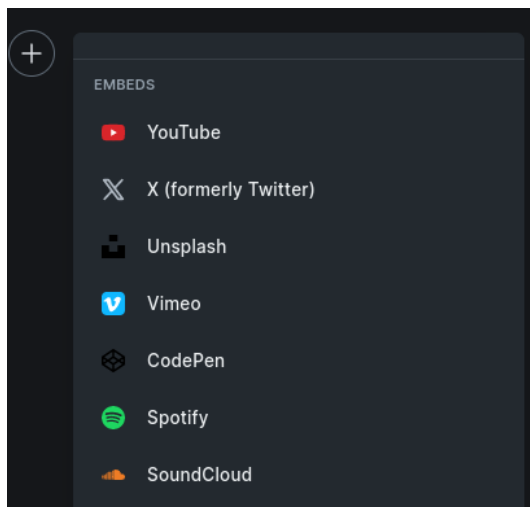 EMBEDS
YouTube
X (formerly Twitter)
Unsplash
Vimeo
CodePen
Spotify
SoundCloud